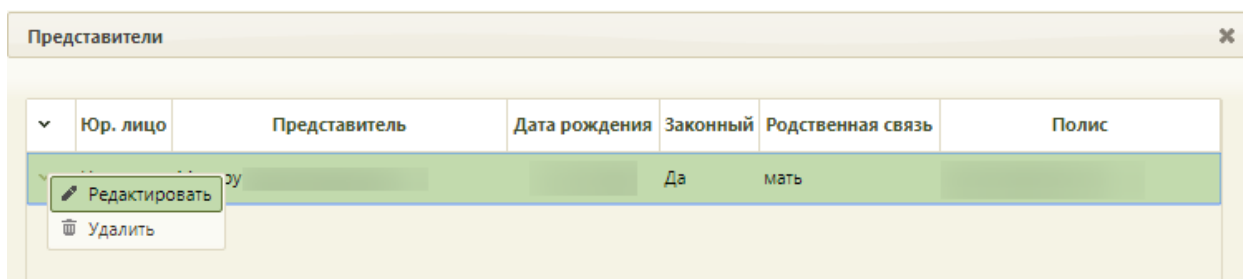 Представители
Юр. лицо Представитель Дата рождения Законный Родственная связь Полис
Да мать
Редактировать
Удалить